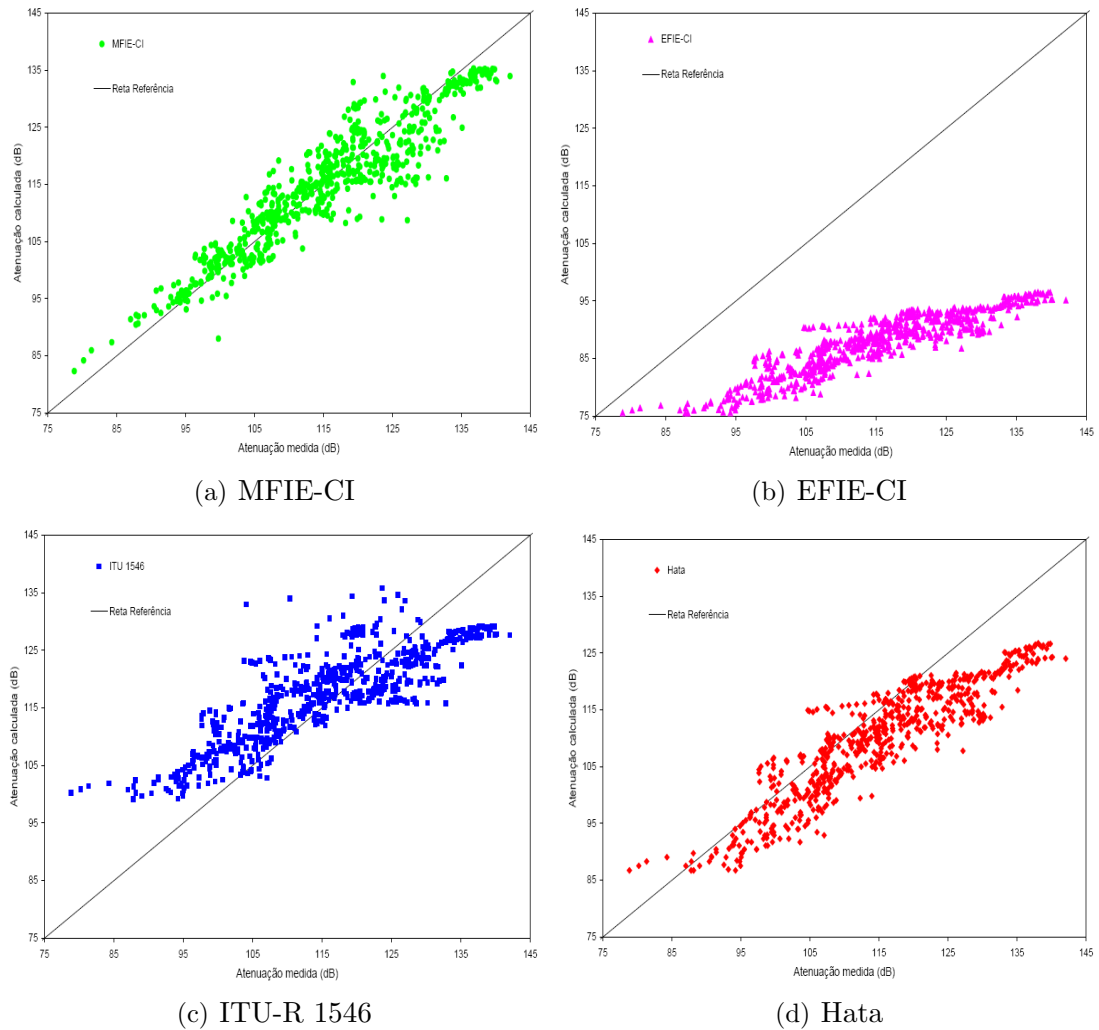 145
135
125
115
105
95
85
75
Atenuação calculada (dB)
MFIE-CI
Reta Referência
75 85 95 105 115 125 135 145
Atenuação medida (dB)
(a) MFIE-CI
145
135
125
115
105
95
85
75
Atenuação calculada (dB)
EFIE-CI
Reta Referência
75 85 95 105 115 125 135 145
Atenuação medida (dB)
(b) EFIE-CI
145
135
125
115
105
95
85
75
Atenuação calculada (dB)
ITU 1546
Reta Referência
75 85 95 105 115 125 135 145
Atenuação medida (dB)
(c) ITU-R 1546
145
135
125
115
105
95
85
75
Atenuação calculada (dB)
Hata
Reta Referência
75 85 95 105 115 125 135 145
Atenuação medida (dB)
(d) Hata